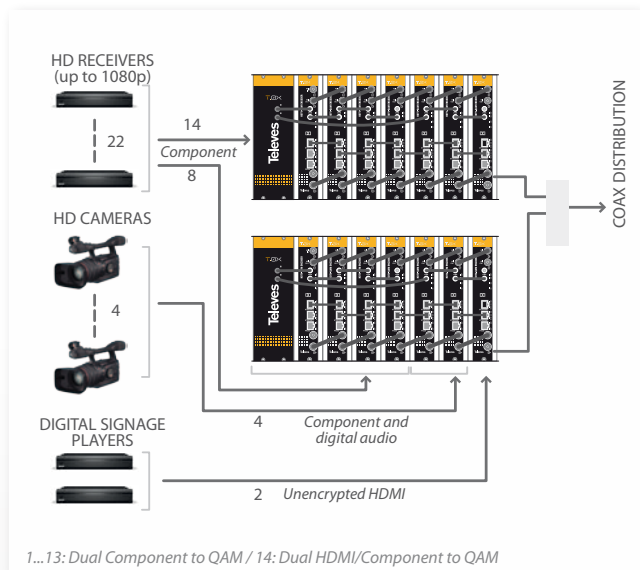 HD RECEIVERS
(up to 1080p)
22
14
Component
8
HD CAMERAS
4
DIGITAL SIGNAGE
PLAYERS
4
Component and
digital audio
2
Unencrypted HDMI
Televes
Televes
COAX DISTRIBUTION
1...13: Dual Component to QAM / 14: Dual HDMI/Component to QAM